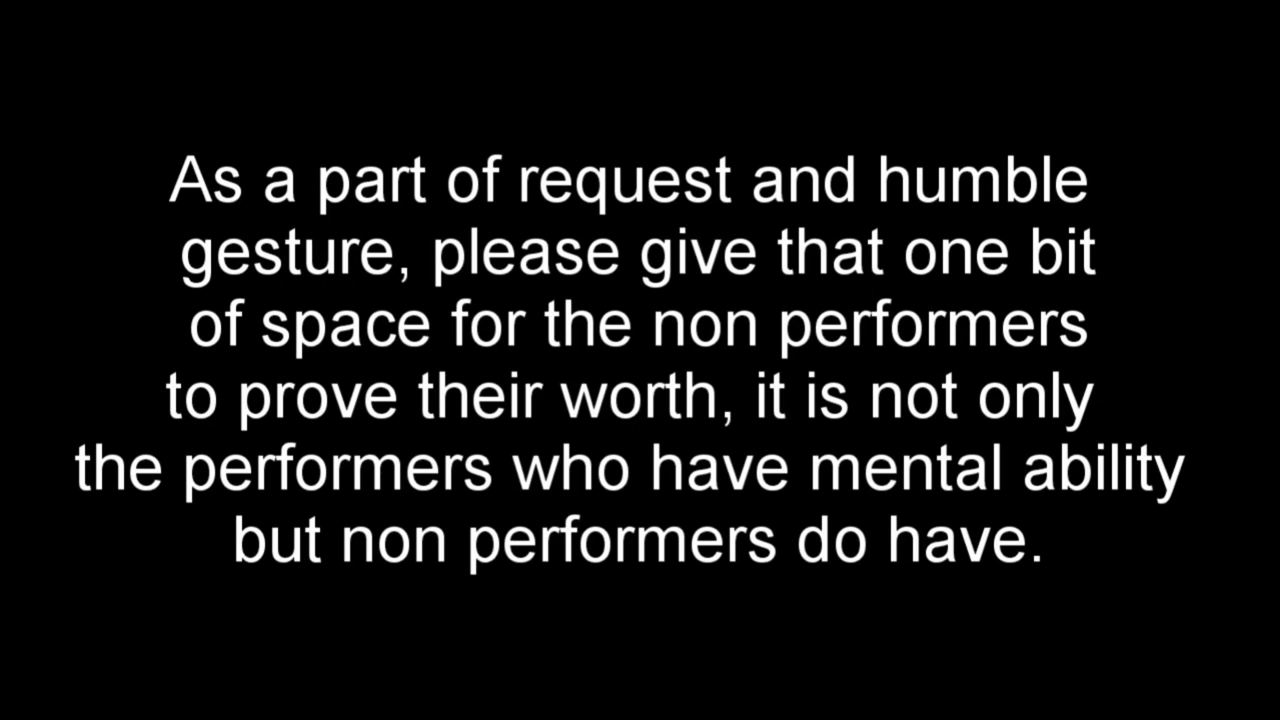 As a part of request and humble
gesture, please give that one bit
of space for the non performers
to prove their worth, it is not only
the performers who have mental ability
but non performers do have.